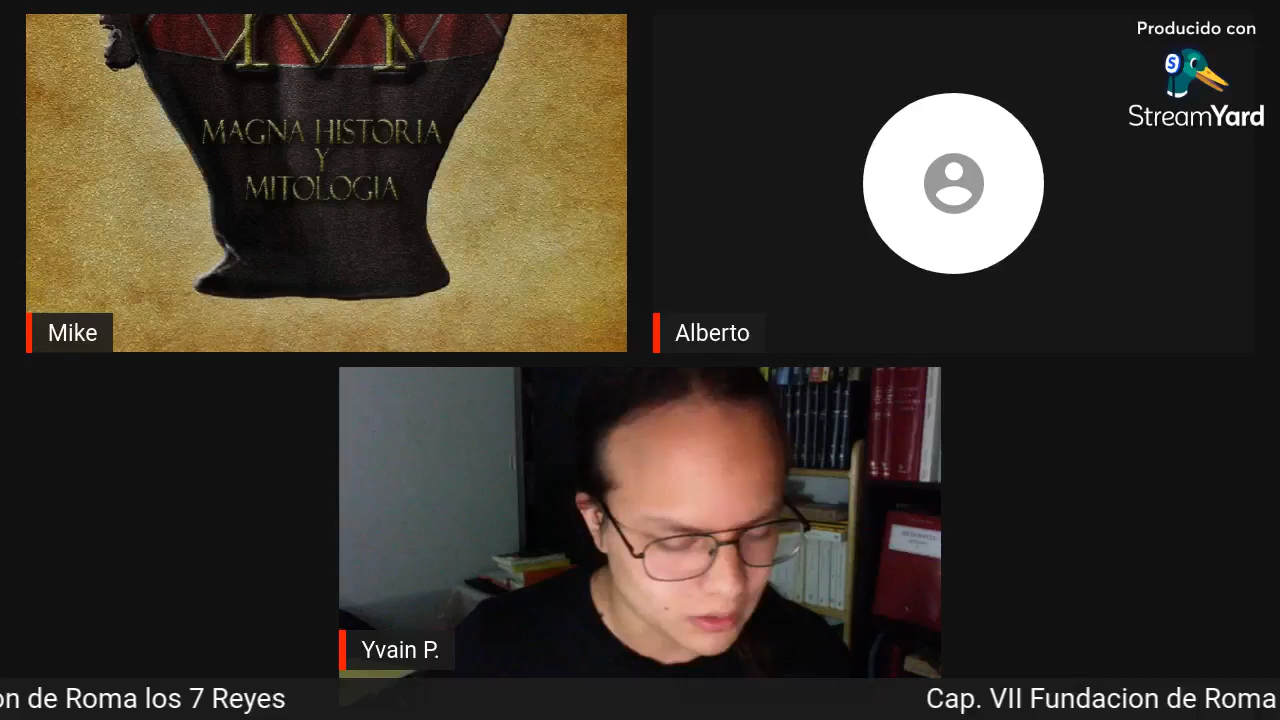 Producido con
S
StreamYard
M
MAGNA HISTORIA
Y
MITOLOGIA
Mike
Alberto
Yvain P.
on de Roma los 7 Reyes
Cap. VII Fundacion de Roma